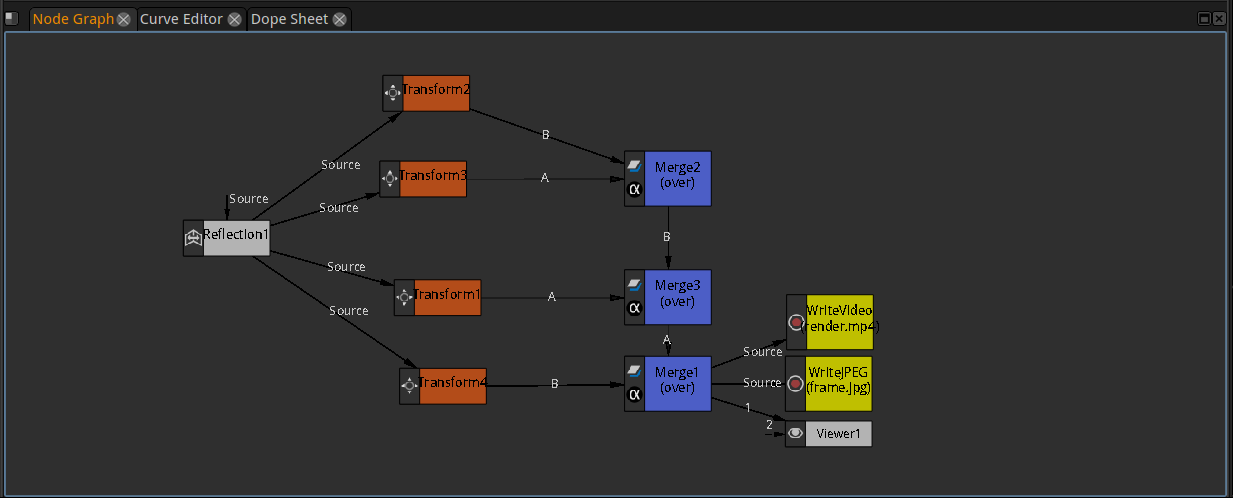 Node Graph Curve Editor Dope Sheet
Transform2
B
Source
Merge2
(over)
Transform3
A
Source
Source
Reflection1
B
Source
Merge3
(over)
Transform1
A
Source
WriteVideo
(render.mp4)
A
Source
Merge1
(over)
WriteJPEG
(frame.jpg)
Transform4
B
Source
1
2
Viewer1